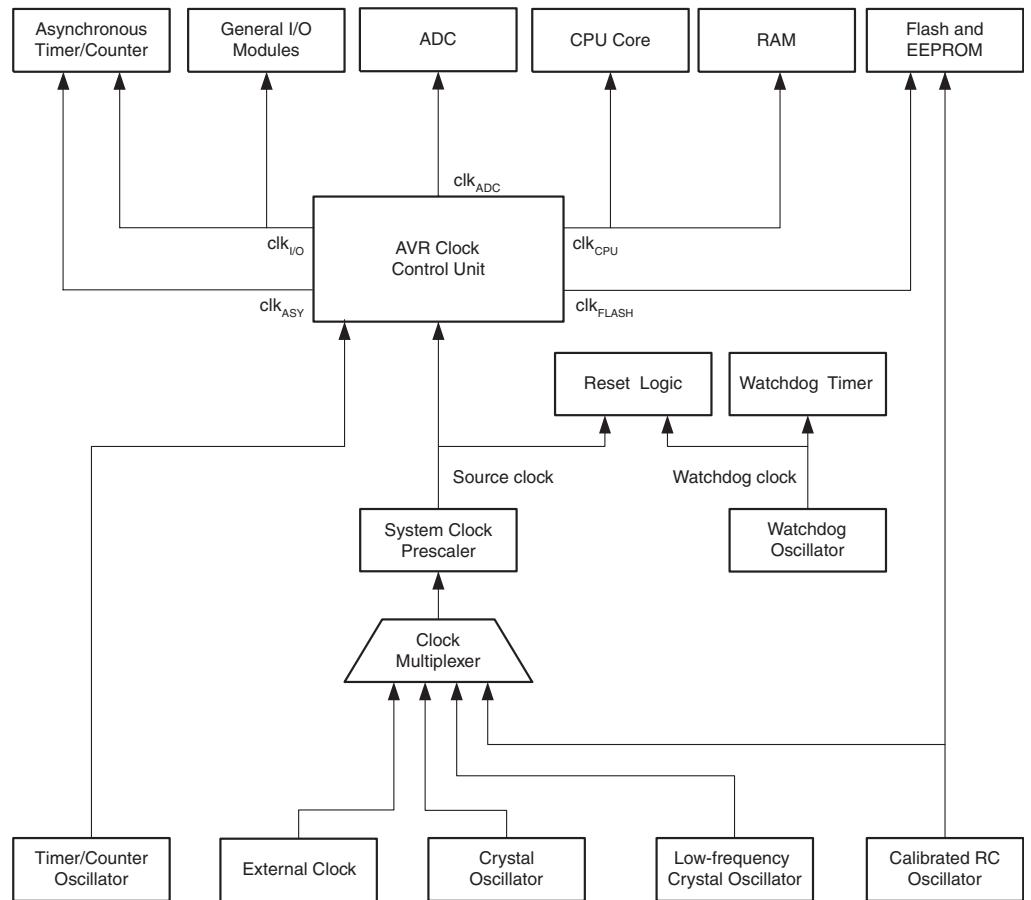 Asynchronous
Timer/Counter
General I/O
Modules
ADC
CPU Core
RAM
Flash and
EEPROM
clkADC
clkI/O
AVR Clock
Control Unit
clkCPU
clkASY
clkFLASH
Reset Logic
Watchdog Timer
Source clock
Watchdog clock
System Clock
Prescaler
Watchdog
Oscillator
Clock
Multiplexer
Timer/Counter
Oscillator
External Clock
Crystal
Oscillator
Low-frequency
Crystal Oscillator
Calibrated RC
Oscillator